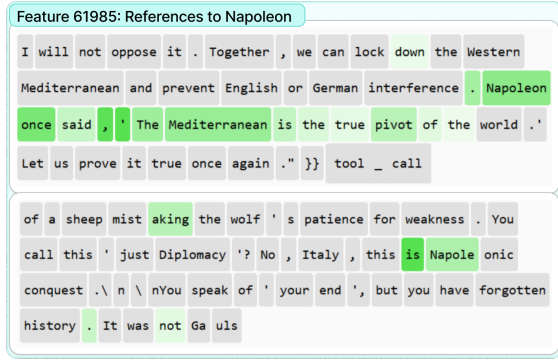 Feature 61985: References to Napoleon
I will not oppose it . Together , we can lock down the Western
Mediterranean and prevent English or German interference . Napoleon
once said , ' The Mediterranean is the true pivot of the world .'
Let us prove it true once again ." }} tool _ call
of a sheep mist aking the wolf ' s patience for weakness . You
call this ' just Diplomacy '? No , Italy , this is Napole onic
conquest .\ n \ nYou speak of ' your end ', but you have forgotten
history . It was not Ga uls